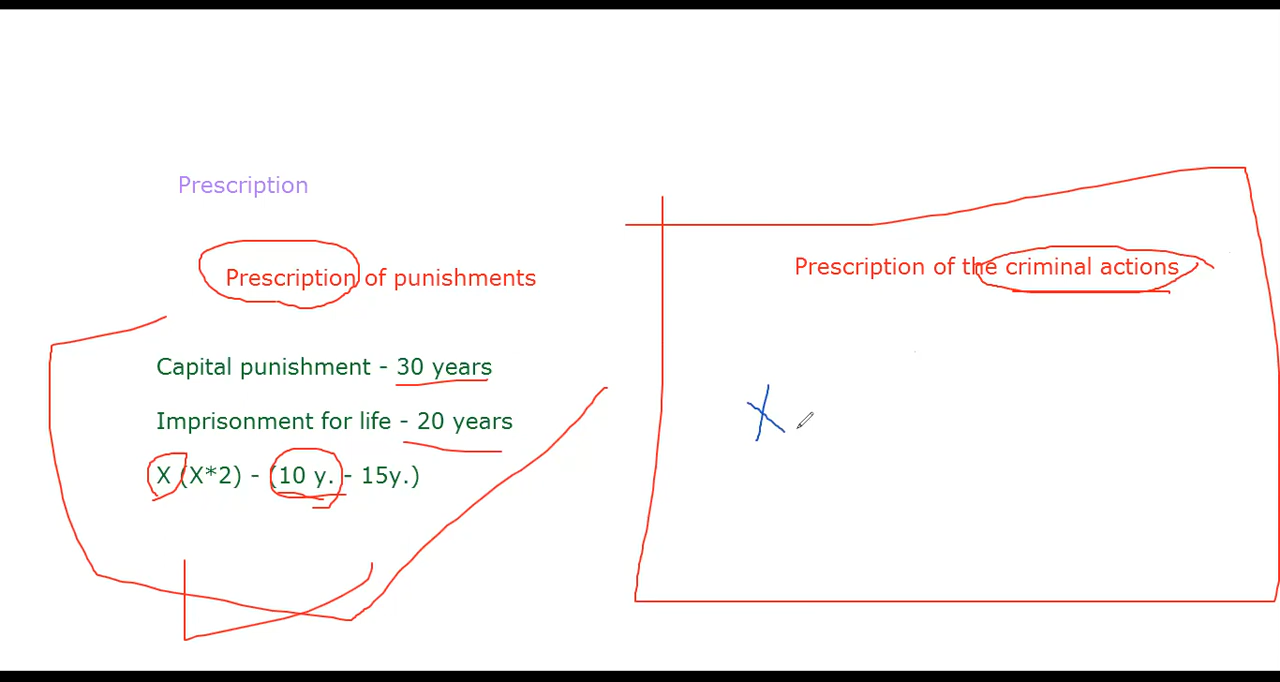 Prescription
Prescription of punishments
Capital punishment - 30 years
Imprisonment for life - 20 years
X (X*2) - (10 y. - 15y.)
Prescription of the criminal actions
X